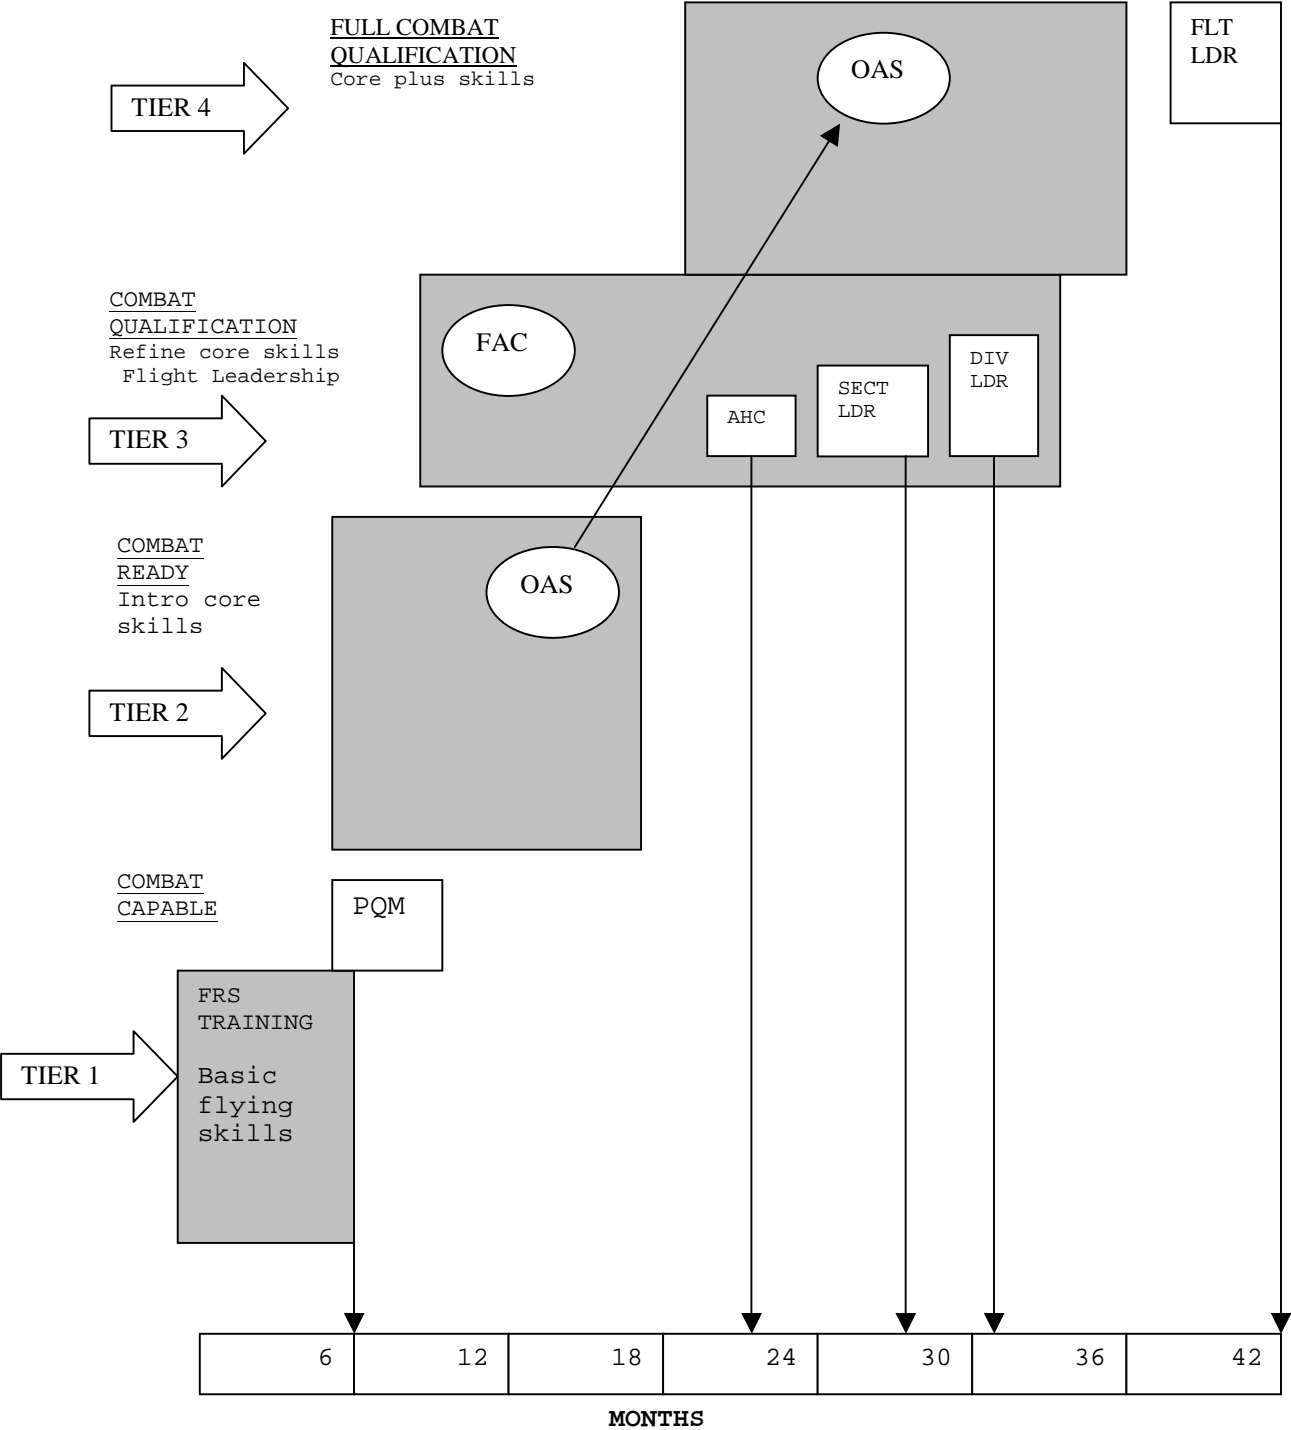 FULL COMBAT
QUALIFICATION
Core plus skills
TIER 4
OAS
FLT
LDR
COMBAT
QUALIFICATION
Refine core skills
Flight Leadership
TIER 3
FAC
AHC
SECT
LDR
DIV
LDR
COMBAT
READY
Intro core
skills
OAS
TIER 2
COMBAT
CAPABLE
PQM
FRS
TRAINING
Basic
flying
skills
TIER 1
6 12 18 24 30 36 42
MONTHS